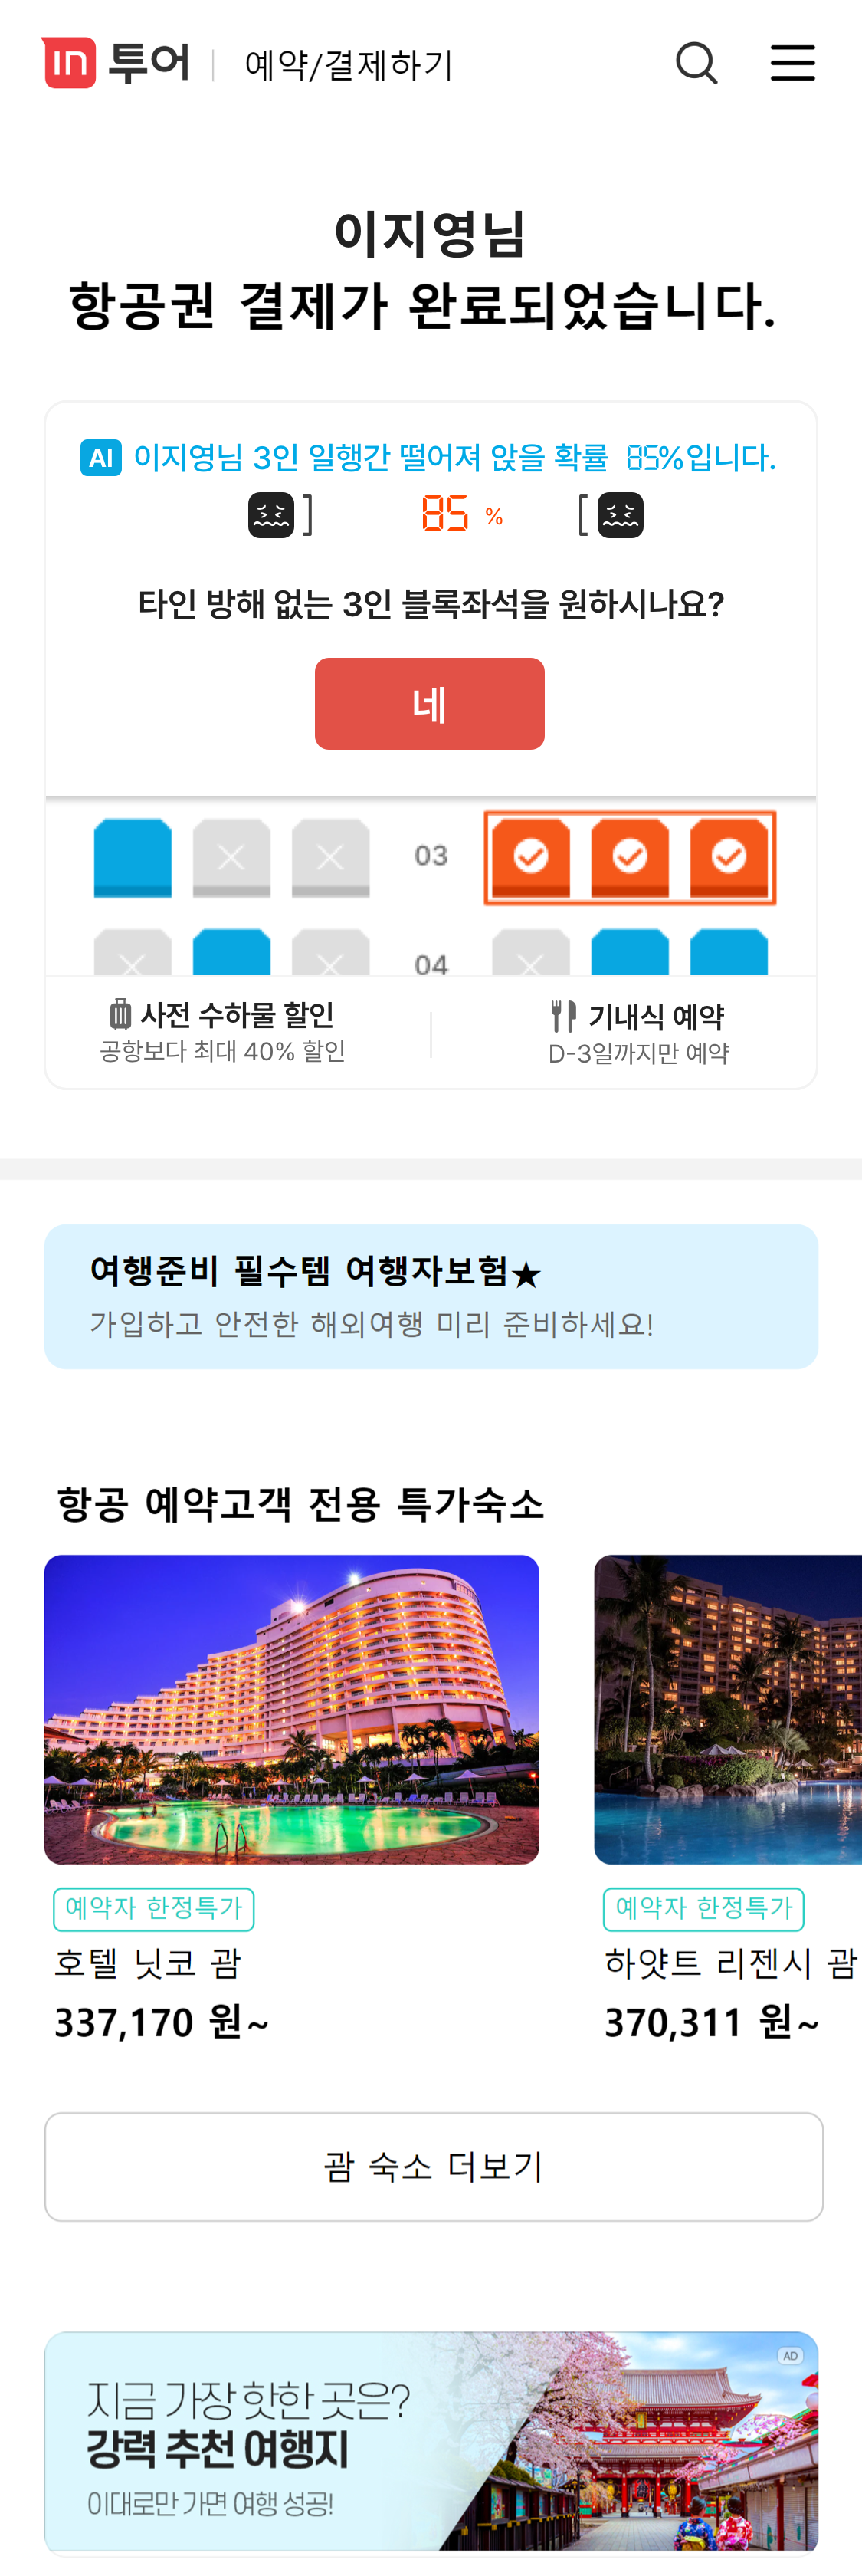 in 투어 | 예약/결제하기
이지영님
항공권 결제가 완료되었습니다.
AI 이지영님 3인 일행간 떨어져 앉을 확률 85%입니다.
] 85 % [
타인 방해 없는 3인 블록좌석을 원하시나요?
네
03
04
사전 수하물 할인
공항보다 최대 40% 할인
기내식 예약
D-3일까지만 예약
여행준비 필수템 여행자보험★
가입하고 안전한 해외여행 미리 준비하세요!
항공 예약고객 전용 특가숙소
예약자 한정특가
호텔 닛코 괌
337,170 원~
예약자 한정특가
하얏트 리젠시 괌
370,311 원~
괌 숙소 더보기
AD
지금 가장 핫한 곳은?
강력 추천 여행지
이대로만 가면 여행 성공!